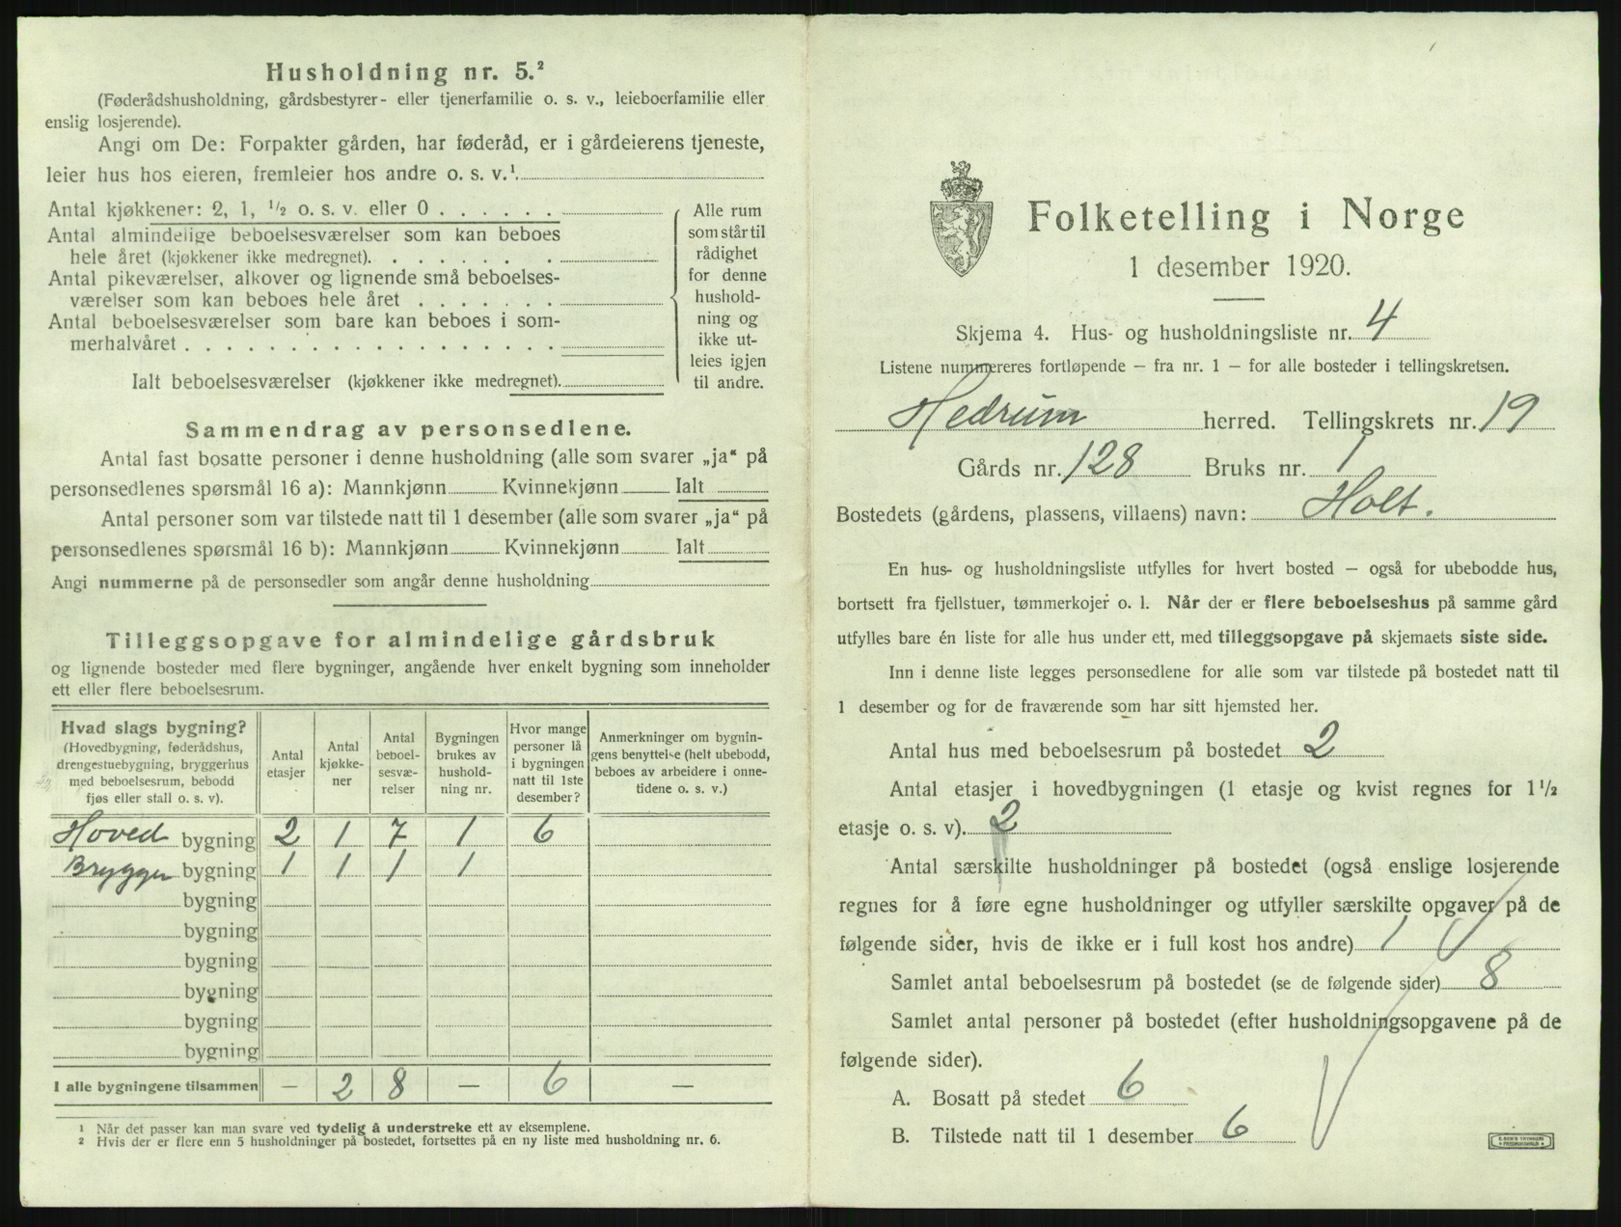 Husholdning nr. 5.²
(Føderådshusholdning, gårdsbestyrer- eller tjenerfamilie o. s. v., leieboerfamilie eller
enslig losjerende).
Angi om De: Forpakter gården, har føderåd, er i gårdeierens tjeneste,
leier hus hos eieren, fremleier hos andre o. s. v.¹
Antal kjøkkener: 2, 1, ½ o. s. v. eller 0 . . . . . .
Antal almindelige beboelsesværelser som kan beboes
hele året (kjøkkener ikke medregnet). . . . . . . .
Antal pikeværelser, alkover og lignende små beboelses-
værelser som kan beboes hele året . . . . . . .
Antal beboelsesværelser som bare kan beboes i som-
merhalvåret . . . . . . . . . . . . . . . . . .
Ialt beboelsesværelser (kjøkkener ikke medregnet).
Alle rum
som står til
rådighet
for denne
hushold-
ning og
ikke ut-
leies igjen
til andre.
Sammendrag av personsedlene.
Antal fast bosatte personer i denne husholdning (alle som svarer „ja“ på
personsedlenes spørsmål 16 a): Mannkjønn Kvinnekjønn Ialt
Antal personer som var tilstede natt til 1 desember (alle som svarer „ja“ på
personsedlenes spørsmål 16 b): Mannkjønn Kvinnekjønn Ialt
Angi nummerne på de personsedler som angår denne husholdning
Tilleggsopgave for almindelige gårdsbruk
og lignende bosteder med flere bygninger, angående hver enkelt bygning som inneholder
ett eller flere beboelsesrum.
Hvad slags bygning?
(Hovedbygning, føderådshus,
drengestuebygning, bryggerhus
med beboelsesrum, bebodd
fjøs eller stall o. s. v).
Antal
etasjer
Antal
kjøkke-
ner
Antal
beboel-
sesvæ-
relser
Bygningen
brukes av
hushold-
ning nr.
Hvor mange
personer lå
i bygningen
natt til 1ste
desember?
Anmerkninger om bygnin-
gens benyttelse (helt ubebodd,
beboes av arbeidere i onne-
tidene o. s. v.)
Hoved bygning 2 1 7 1 6
Brygger bygning 1 1 1 1
bygning
bygning
bygning
bygning
bygning
bygning
I alle bygningene tilsammen — 2 8 — 6 —
¹ Når det passer kan man svare ved tydelig å understreke ett av eksemplene.
² Hvis der er flere enn 5 husholdninger på bostedet, fortsettes på en ny liste med husholdning nr. 6.
Folketelling i Norge
1 desember 1920.
Skjema 4. Hus- og husholdningsliste nr. 4
Listene nummereres fortløpende — fra nr. 1 — for alle bosteder i tellingskretsen.
Hedrum herred. Tellingskrets nr. 19
Gårds nr. 128 Bruks nr. 1
Bostedets (gårdens, plassens, villaens) navn: Holt.
En hus- og husholdningsliste utfylles for hvert bosted — også for ubebodde hus,
bortsett fra fjellstuer, tømmerkojer o. l. Når der er flere beboelseshus på samme gård
utfylles bare én liste for alle hus under ett, med tilleggsopgave på skjemaets siste side.
Inn i denne liste legges personsedlene for alle som var tilstede på bostedet natt til
1 desember og for de fraværende som har sitt hjemsted her.
Antal hus med beboelsesrum på bostedet 2
Antal etasjer i hovedbygningen (1 etasje og kvist regnes for 1½
etasje o. s. v). 2
Antal særskilte husholdninger på bostedet (også enslige losjerende
regnes for å føre egne husholdninger og utfyller særskilte opgaver på de
følgende sider, hvis de ikke er i full kost hos andre) 1
Samlet antal beboelsesrum på bostedet (se de følgende sider) 8
Samlet antal personer på bostedet (efter husholdningsopgavene på de
følgende sider).
A. Bosatt på stedet 6
B. Tilstede natt til 1 desember 6